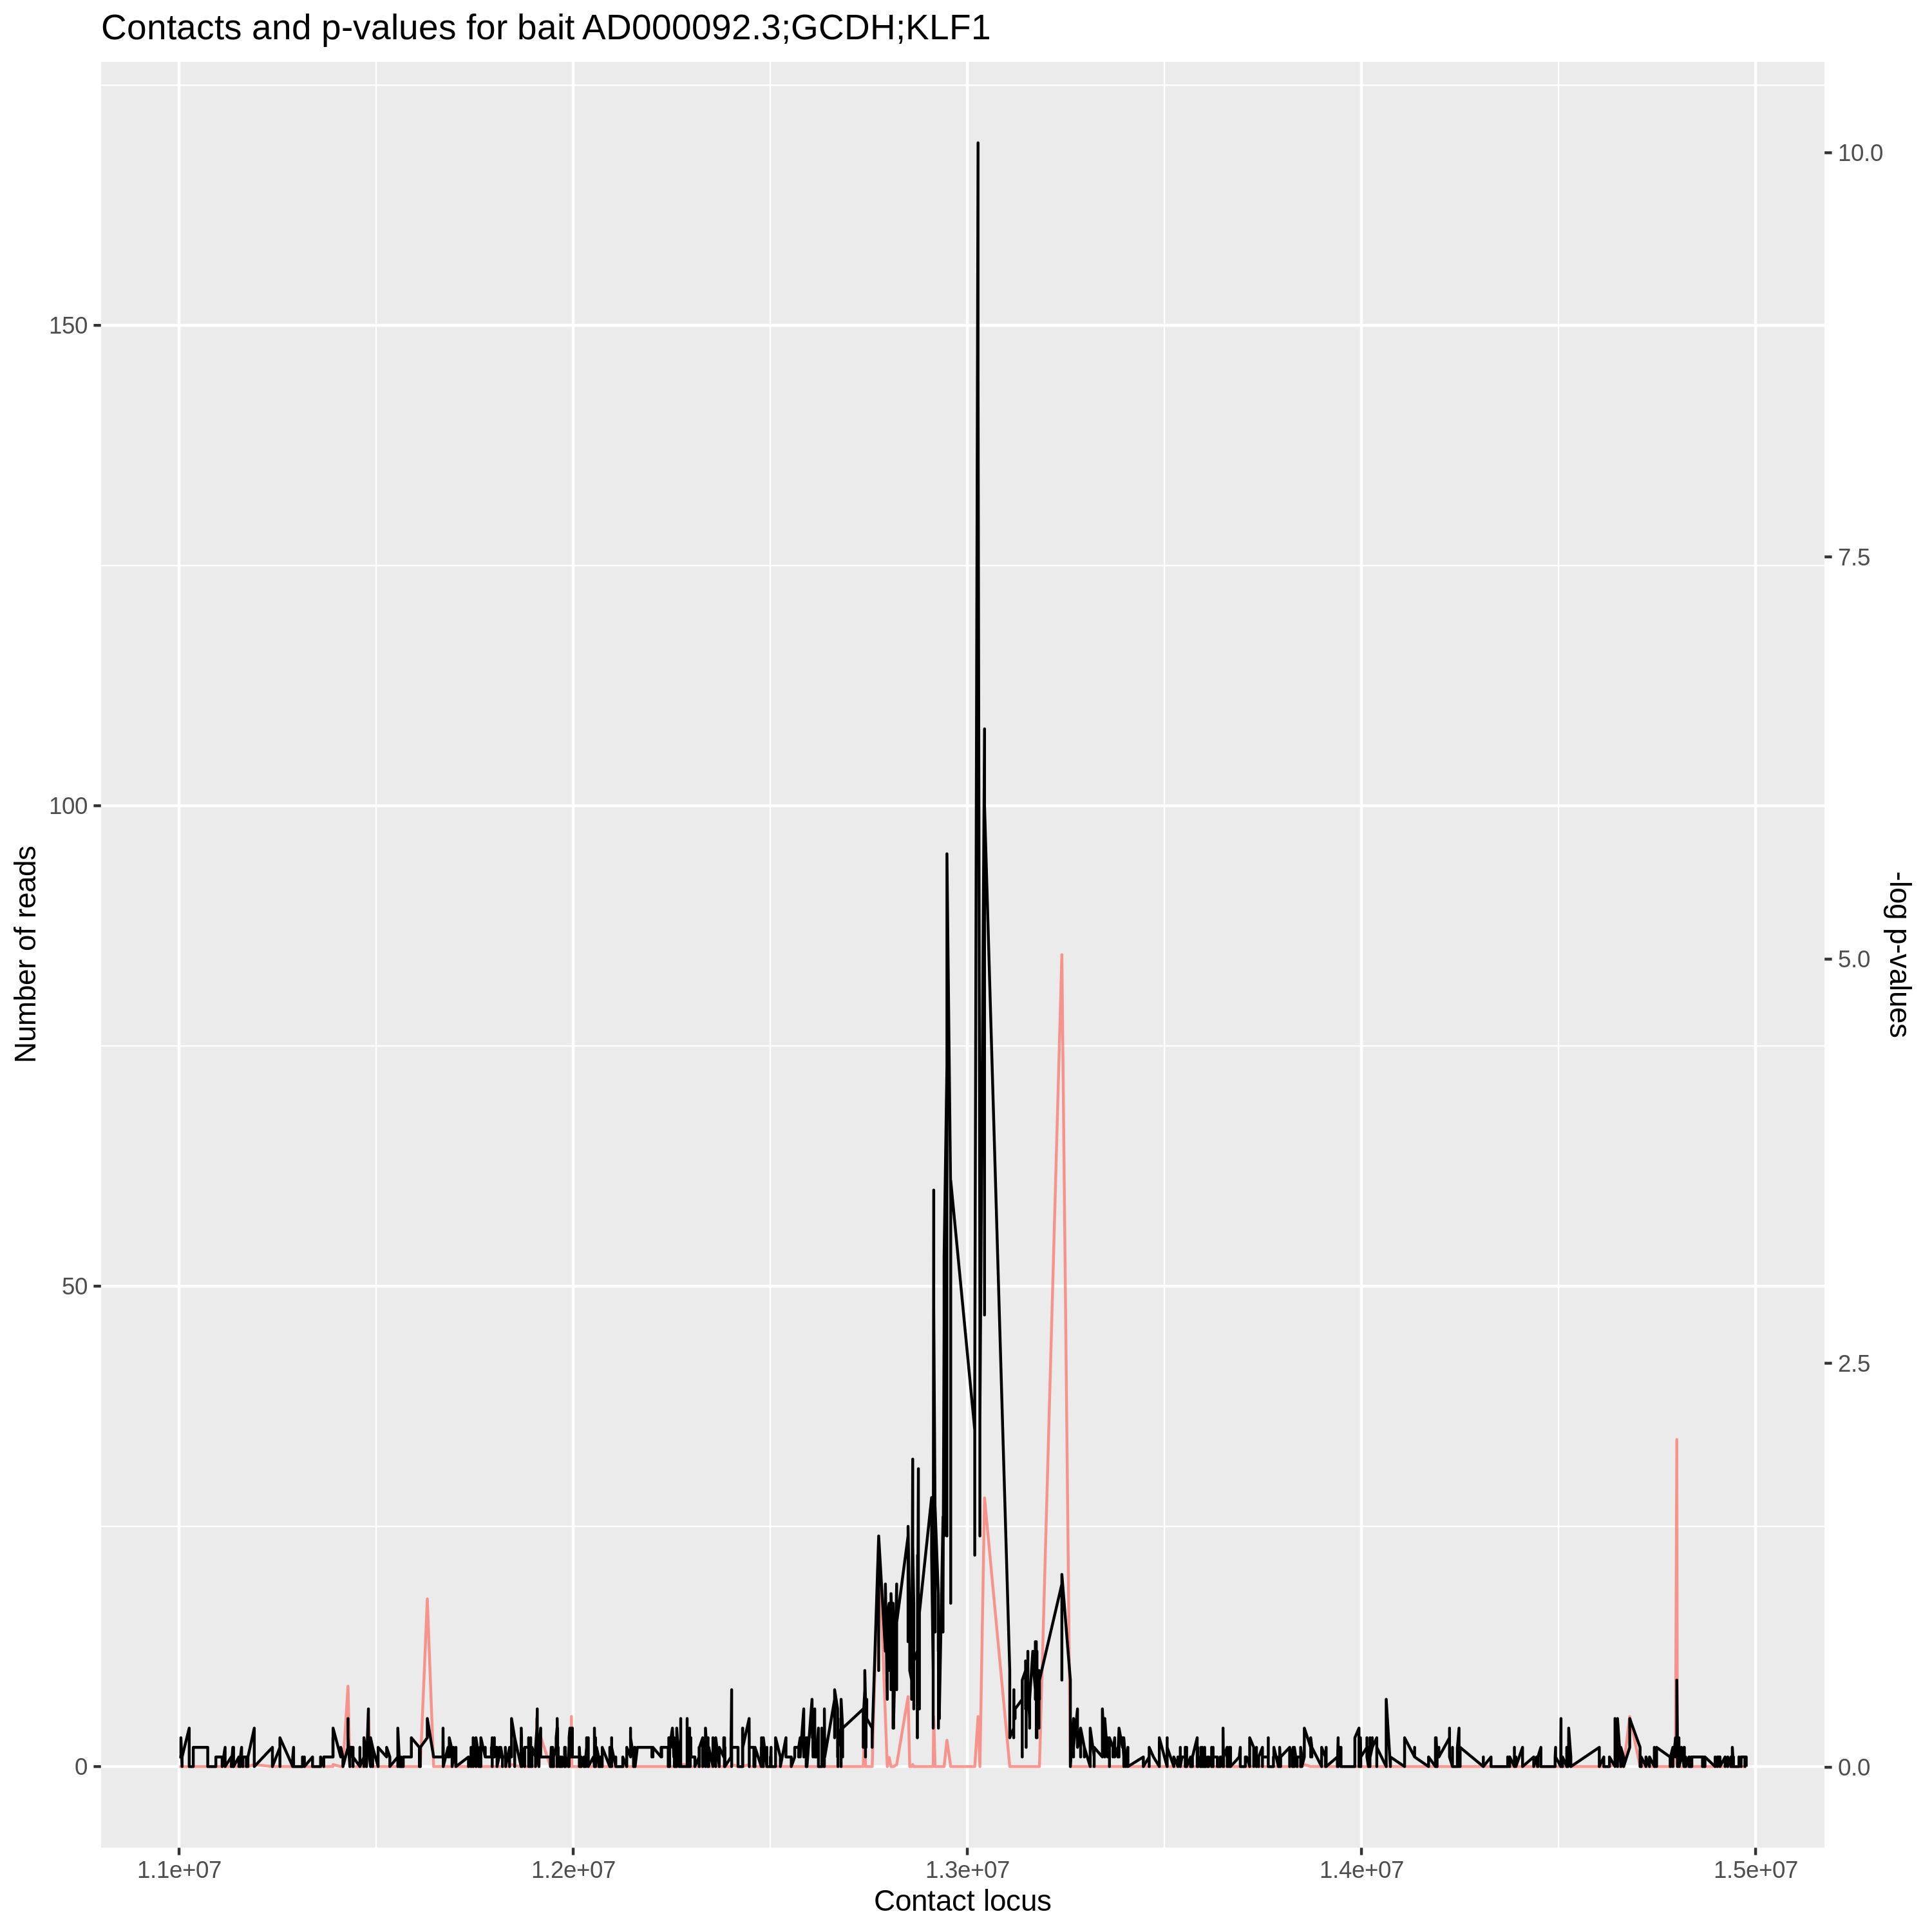 Contacts and p-values for bait AD000092.3;GCDH;KLF1
Number of reads
150
100
50
0
10.0
7.5
5.0
2.5
0.0
-log p-values
1.1e+07
1.2e+07
1.3e+07
1.4e+07
1.5e+07
Contact locus